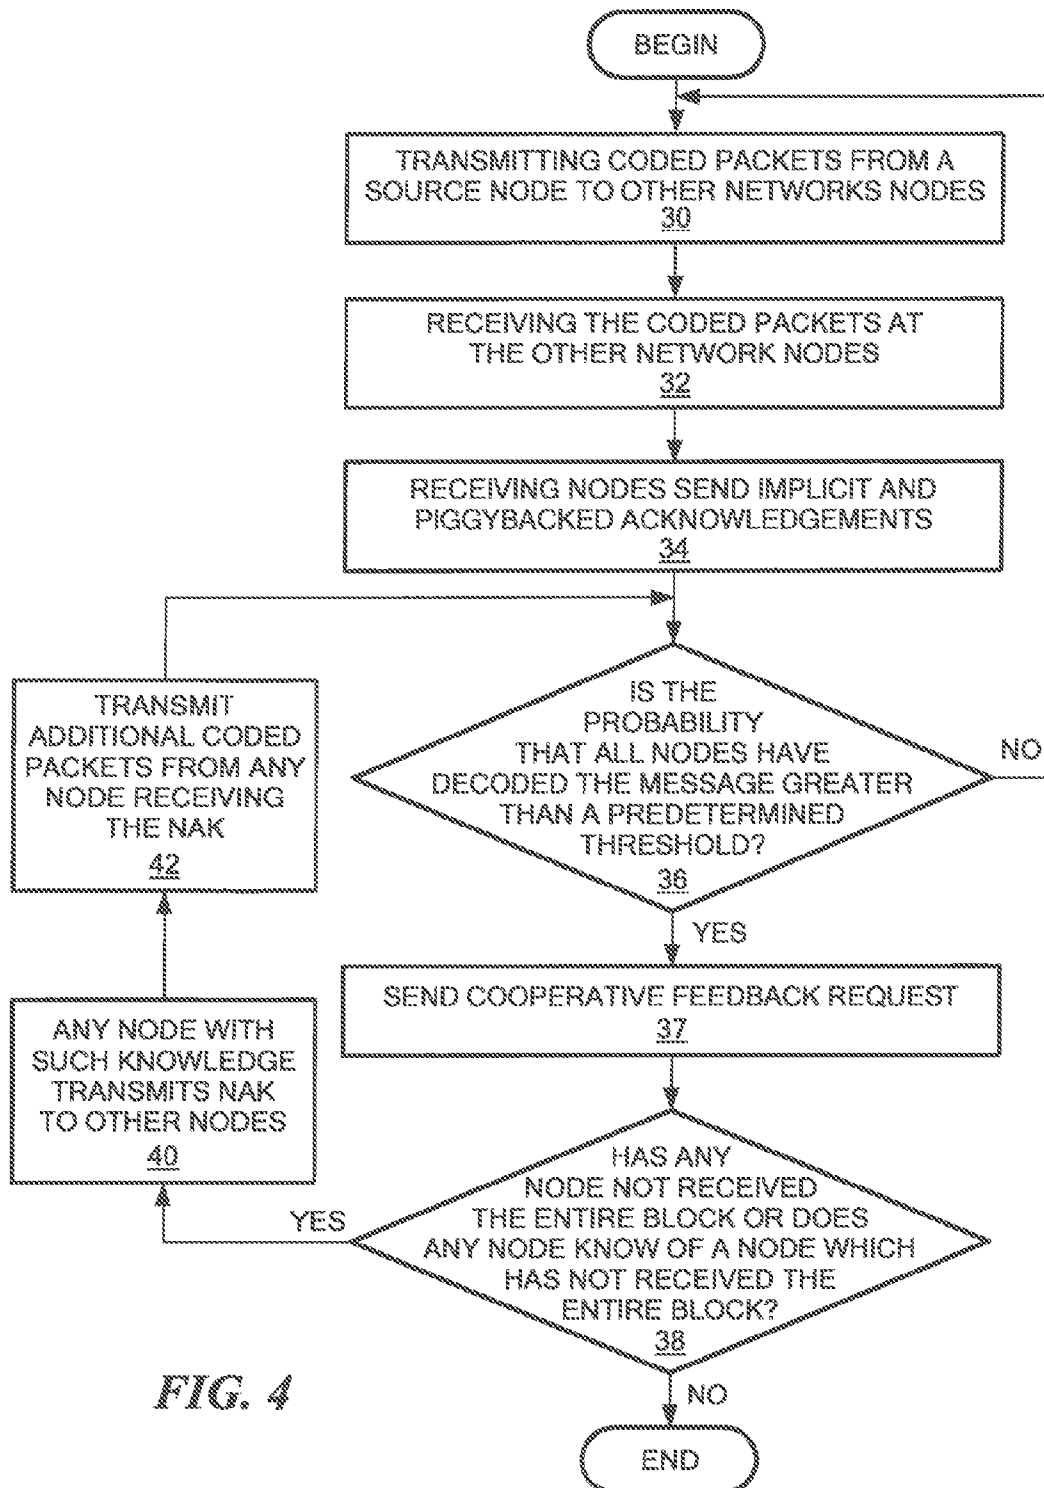 BEGIN
TRANSMITTING CODED PACKETS FROM A
SOURCE NODE TO OTHER NETWORKS NODES
30
RECEIVING THE CODED PACKETS AT
THE OTHER NETWORK NODES
32
RECEIVING NODES SEND IMPLICIT AND
PIGGYBACKED ACKNOWLEDGEMENTS
34
IS THE
PROBABILITY
THAT ALL NODES HAVE
DECODED THE MESSAGE GREATER
THAN A PREDETERMINED
THRESHOLD?
36
NO
YES
SEND COOPERATIVE FEEDBACK REQUEST
37
HAS ANY
NODE NOT RECEIVED
THE ENTIRE BLOCK OR DOES
ANY NODE KNOW OF A NODE WHICH
HAS NOT RECEIVED THE
ENTIRE BLOCK?
38
YES
ANY NODE WITH
SUCH KNOWLEDGE
TRANSMITS NAK
TO OTHER NODES
40
TRANSMIT
ADDITIONAL CODED
PACKETS FROM ANY
NODE RECEIVING
THE NAK
42
NO
END
FIG. 4